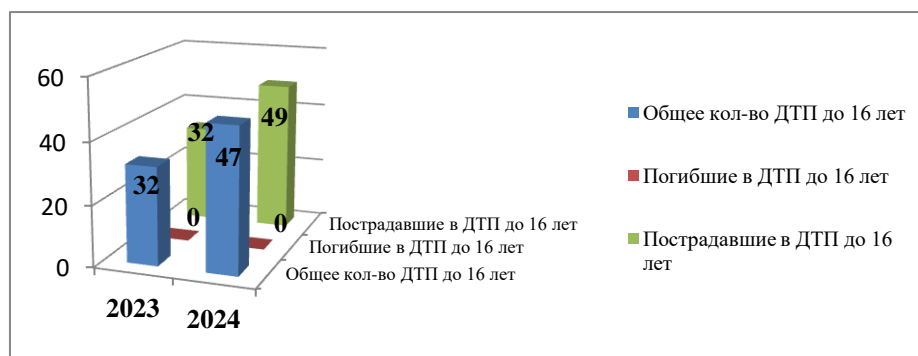 60
40
20
0
32
47
32
49
0
0
2023
2024
Пострадавшие в ДТП до 16 лет
Погибшие в ДТП до 16 лет
Общее кол-во ДТП до 16 лет
Общее кол-во ДТП до 16 лет
Погибшие в ДТП до 16 лет
Пострадавшие в ДТП до 16
лет